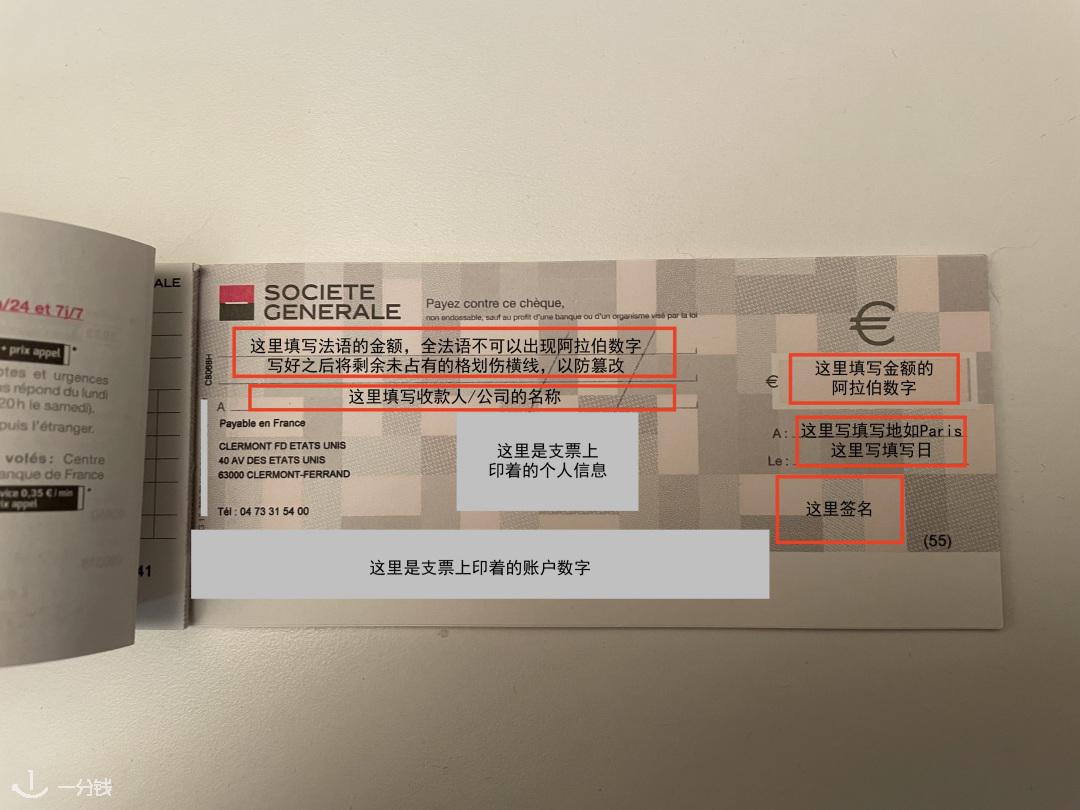 ALE
/24 et 7j/7
+ prix appel
otes et urgences
s répond du lundi
20h le samedi).
puis l'étranger.
votés: Centre
anque de France
vice 0,35 €/min
ix appel
41
SOCIETE
GENERALE
Payez contre ce chèque,
non endossable, sauf au profit d'une banque ou d'un organisme visé par la loi
€
这里填写法语的金额，全法语不可以出现阿拉伯数字
写好之后将剩余未占有的格划伤横线，以防篡改
€
这里填写金额的
阿拉伯数字
A
这里填写收款人/公司的名称
Payable en France
CLERMONT FD ETATS UNIS
40 AV DES ETATS UNIS
63000 CLERMONT-FERRAND
Tél : 04 73 31 54 00
这里是支票上
印着的个人信息
A:
这里写填写地如Paris
Le:
这里写填写日
这里签名
(55)
这里是支票上印着的账户数字
一分钱